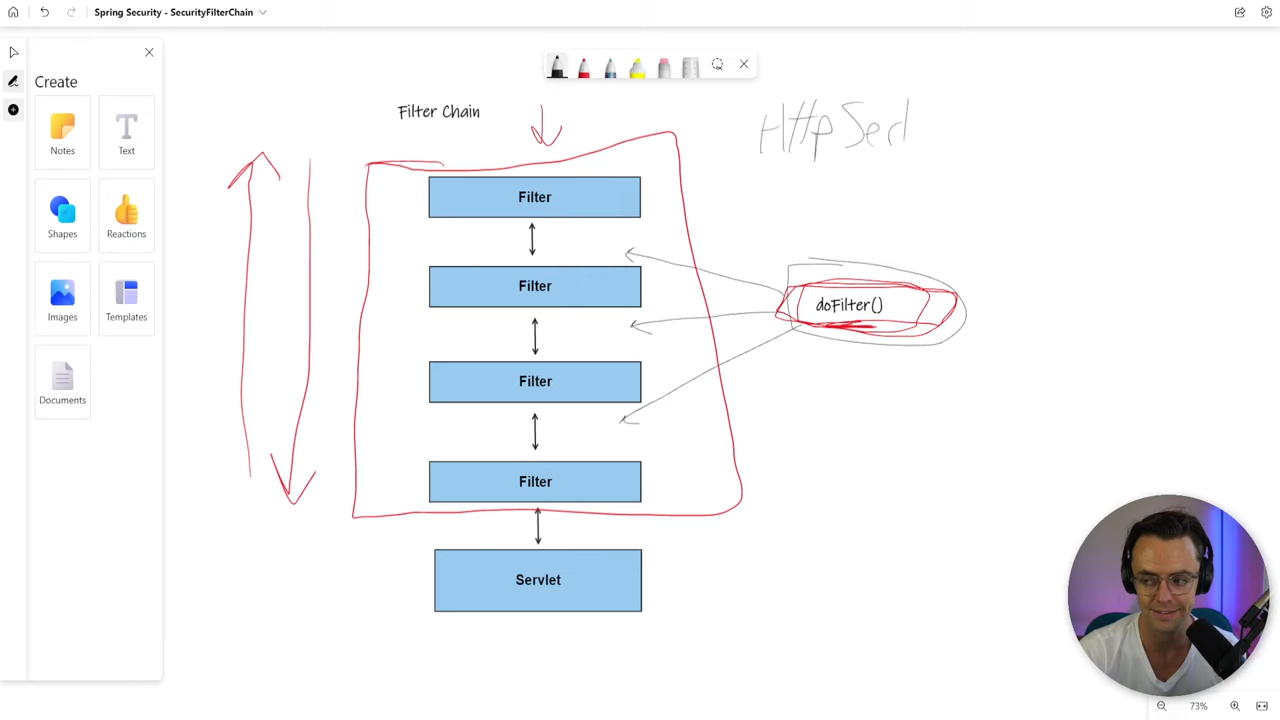 Spring Security - SecurityFilterChain
Create
Notes
Text
Shapes
Reactions
Images
Templates
Documents
Filter Chain
HttpSec
Filter
Filter
doFilter()
Filter
Filter
Servlet
73%